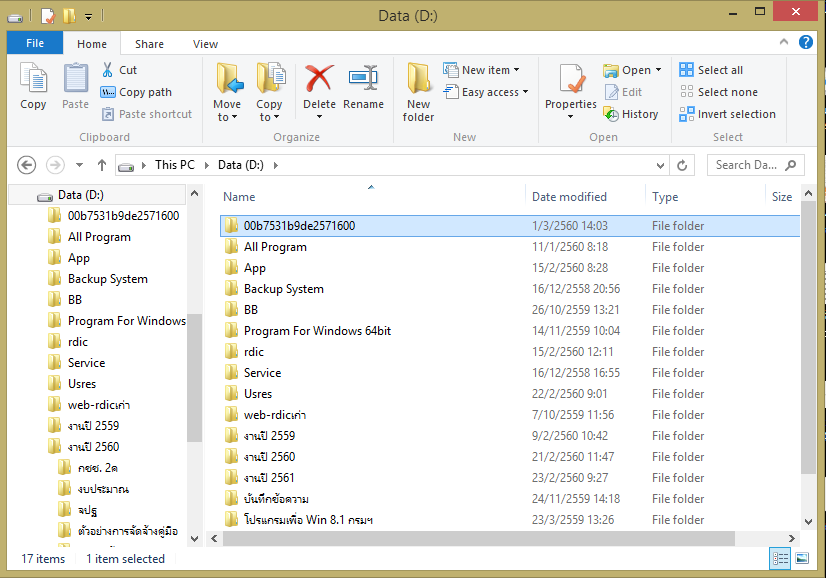 Data (D:)
File Home Share View
Copy Paste Cut Copy path Paste shortcut Clipboard
Move to Copy to Delete Rename Organize
New folder New item Easy access New
Properties Open Edit History Open
Select all Select none Invert selection Select
This PC Data (D:) Search Da...
Data (D:)
00b7531b9de2571600
All Program
App
Backup System
BB
Program For Windows
rdic
Service
Usres
web-rdicเก่า
งานปี 2559
งานปี 2560
กชช. 2ค
งบประมาณ
จปฐ
ตัวอย่างการจัดจ้างคู่มือ
Name Date modified Type Size
00b7531b9de2571600 1/3/2560 14:03 File folder
All Program 11/1/2560 8:18 File folder
App 15/2/2560 8:28 File folder
Backup System 16/12/2558 20:56 File folder
BB 26/10/2559 13:21 File folder
Program For Windows 64bit 14/11/2559 10:04 File folder
rdic 15/2/2560 12:11 File folder
Service 16/12/2558 16:55 File folder
Usres 22/2/2560 9:01 File folder
web-rdicเก่า 7/10/2559 11:56 File folder
งานปี 2559 9/2/2560 10:42 File folder
งานปี 2560 21/2/2560 11:47 File folder
งานปี 2561 23/2/2560 9:27 File folder
บันทึกข้อความ 24/11/2559 14:18 File folder
โปรแกรมเพื่อ Win 8.1 กรมฯ 23/3/2559 13:26 File folder
17 items 1 item selected